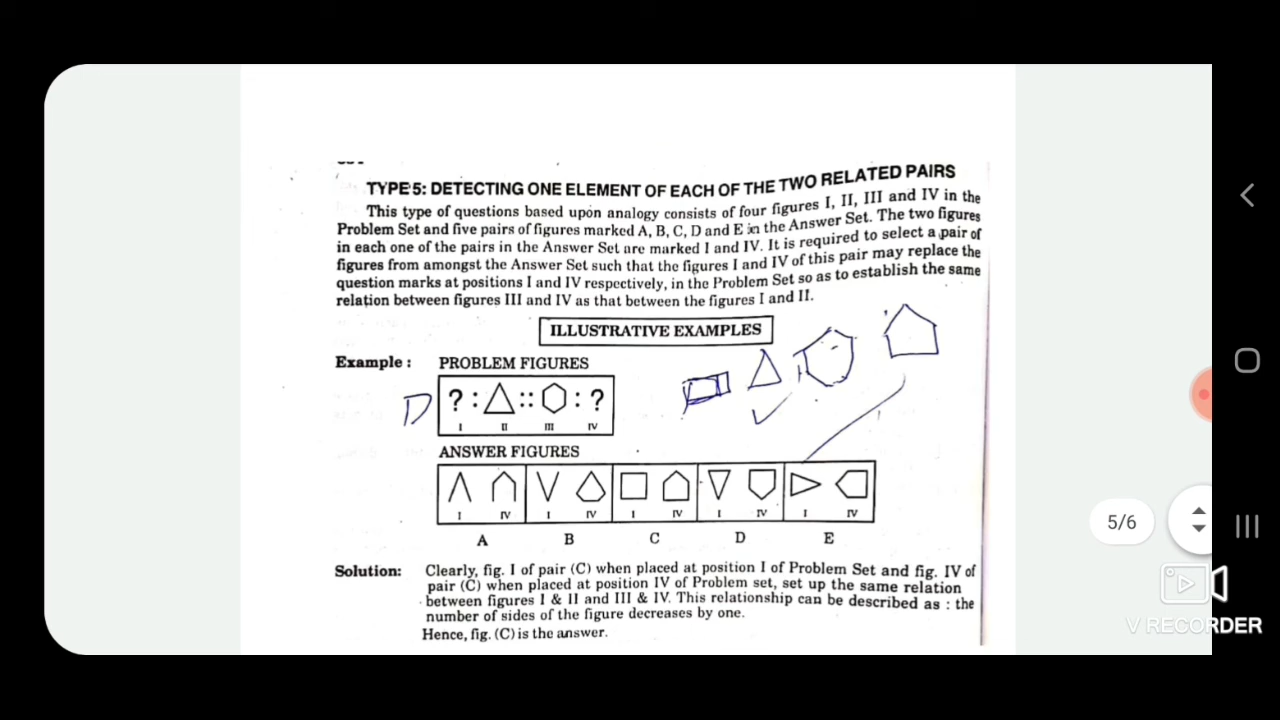 TYPE 5: DETECTING ONE ELEMENT OF EACH OF THE TWO RELATED PAIRS
This type of questions based upon analogy consists of four figures I, II, III and IV in the
Problem Set and five pairs of figures marked A, B, C, D and E in the Answer Set. The two figures
in each one of the pairs in the Answer Set are marked I and IV. It is required to select a pair of
figures from amongst the Answer Set such that the figures I and IV of this pair may replace the
question marks at positions I and IV respectively, in the Problem Set so as to establish the same
relation between figures III and IV as that between the figures I and II.
ILLUSTRATIVE EXAMPLES
Example : PROBLEM FIGURES
D ? : :: : ?
I II III IV
ANSWER FIGURES
I IV I IV I IV I IV I IV
A B C D E
Solution: Clearly, fig. I of pair (C) when placed at position I of Problem Set and fig. IV of
pair (C) when placed at position IV of Problem set, set up the same relation
between figures I & II and III & IV. This relationship can be described as : the
number of sides of the figure decreases by one.
Hence, fig. (C) is the answer.
5/6
V RECORDER